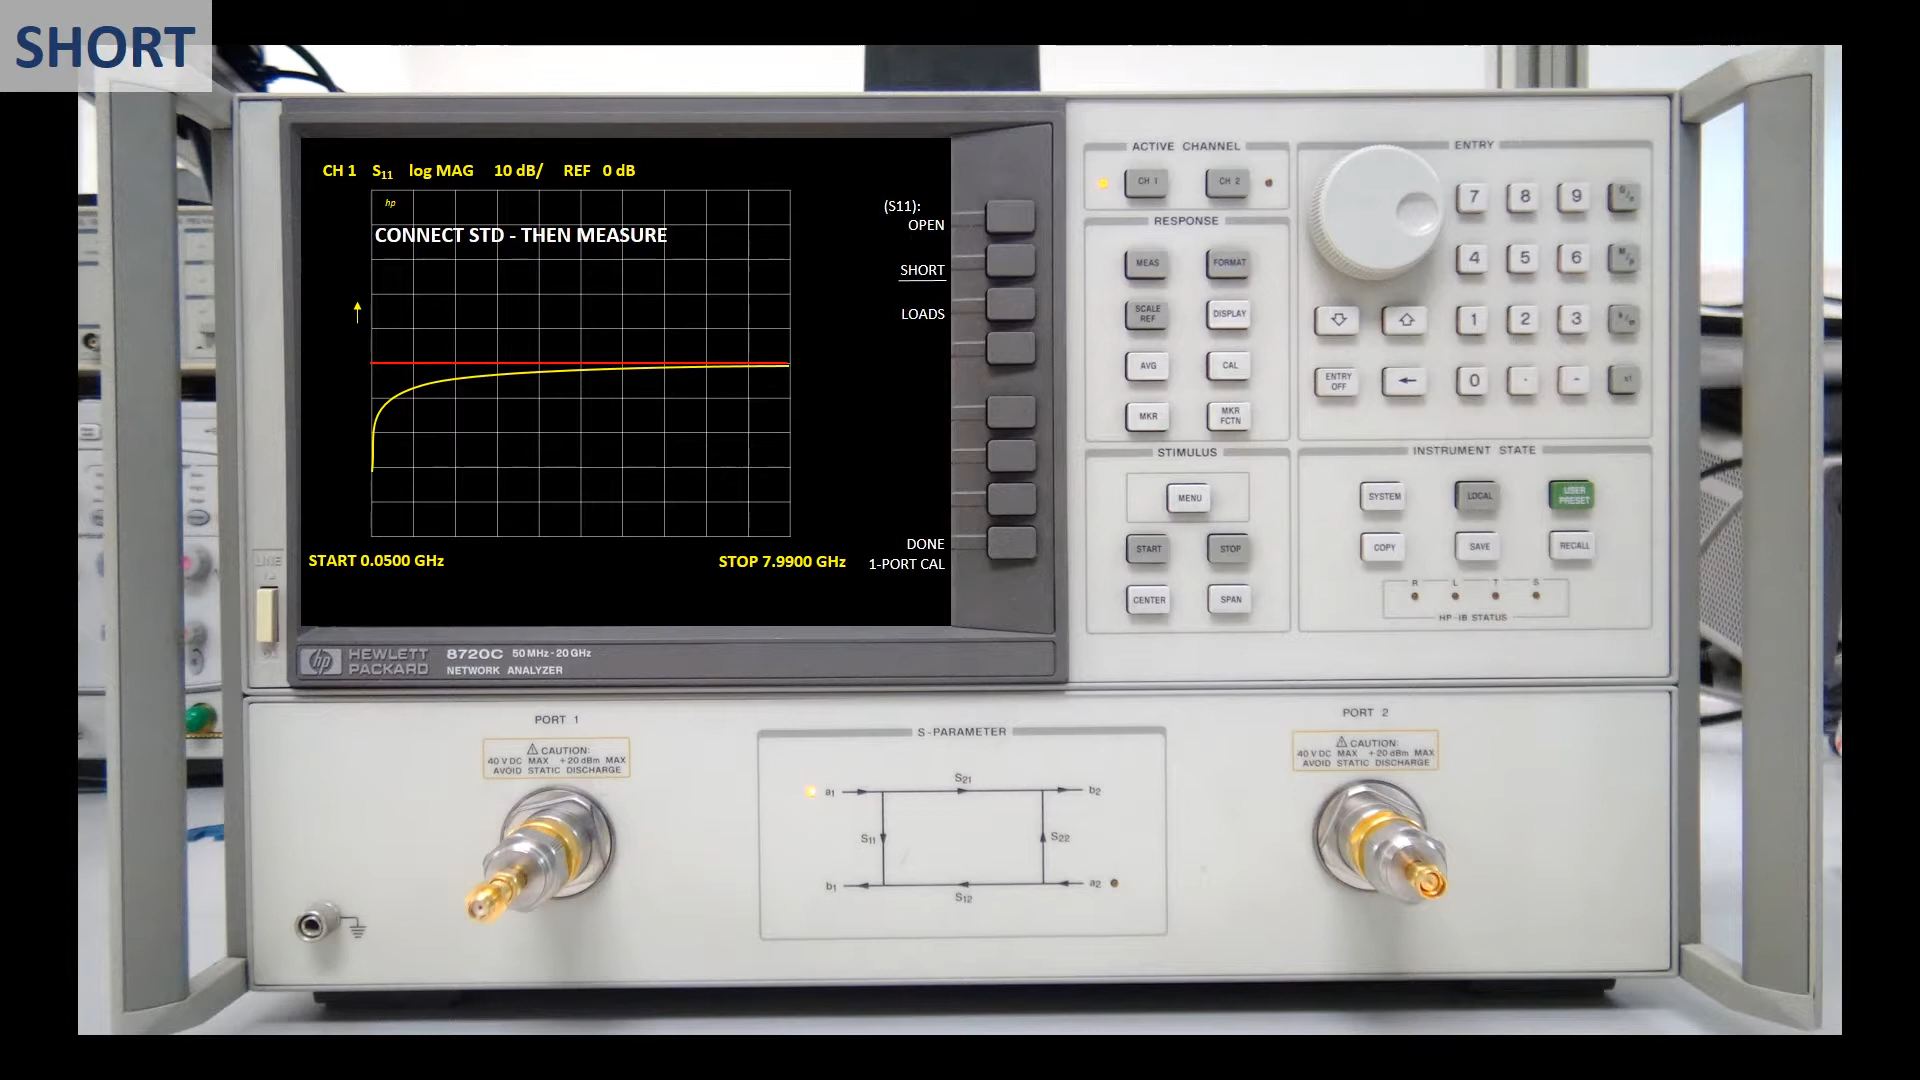 SHORT
CH 1 S11 log MAG 10 dB/ REF 0 dB
hp
CONNECT STD - THEN MEASURE
(S11):
OPEN
SHORT
LOADS
DONE
1-PORT CAL
START 0.0500 GHz
STOP 7.9900 GHz
LINE
hp HEWLETT
PACKARD
8720C 50 MHz - 20 GHz
NETWORK ANALYZER
ACTIVE CHANNEL
CH 1
CH 2
RESPONSE
MEAS
FORMAT
SCALE
REF
DISPLAY
AVG
CAL
MKR
MKR
FCTN
STIMULUS
MENU
START
STOP
CENTER
SPAN
ENTRY
7 8 9
4 5 6
1 2 3
ENTRY
OFF
0 . -
x1
INSTRUMENT STATE
SYSTEM
LOCAL
USER
PRESET
COPY
SAVE
RECALL
R L T S
HP-IB STATUS
PORT 1
⚠ CAUTION:
40 V DC MAX +20 dBm MAX
AVOID STATIC DISCHARGE
S-PARAMETER
a1
S21
b2
S11
S22
b1
S12
a2
PORT 2
⚠ CAUTION:
40 V DC MAX +20 dBm MAX
AVOID STATIC DISCHARGE